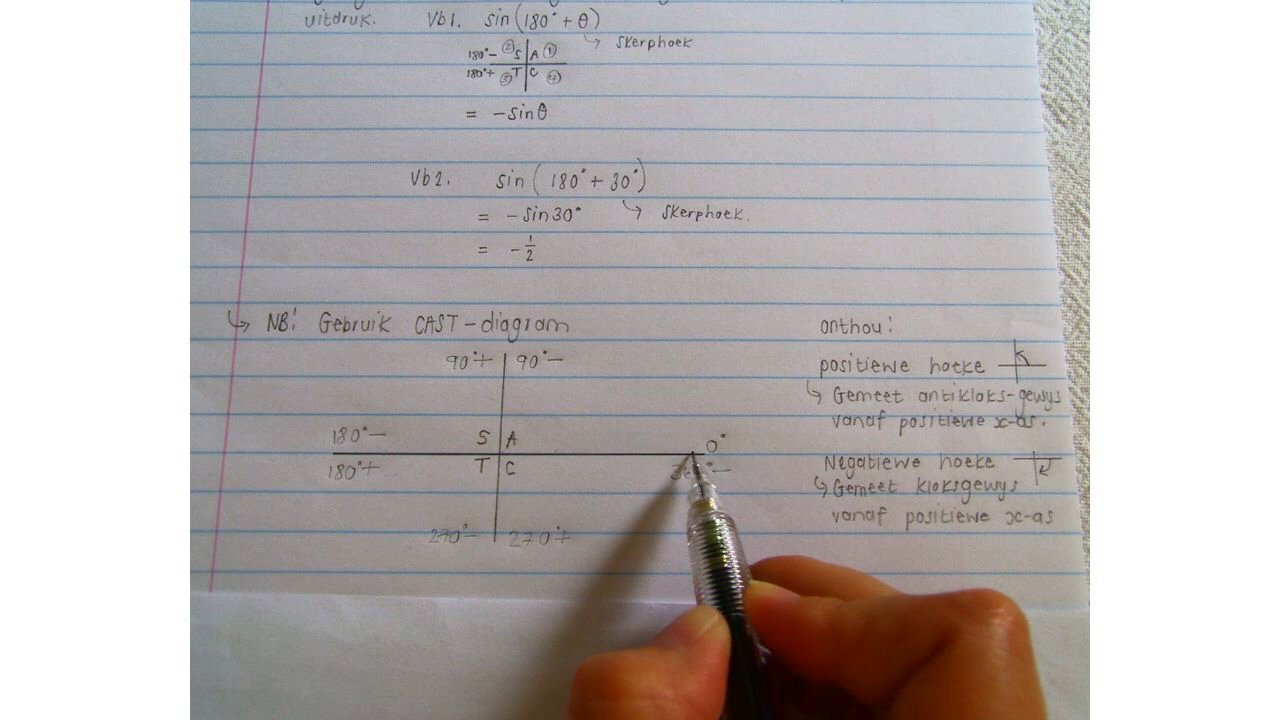 uitdruk. Vb1. sin(180° + θ)
↳ Skerphoek
180°- ② S A ①
180°+ ③ T C ④
= -sinθ
Vb2. sin(180° + 30°)
= -sin30° ↳ Skerphoek.
= -1/2
↳ NB! Gebruik CAST-diagram
90°+ 90°-
180°- S A 0°
180°+ T C
270°- 270°+
onthou!
positiewe hoeke
↳ Gemeet antikloks-gewys
vanaf positiewe x-as.
Negatiewe hoeke
↳ Gemeet kloksgewys
vanaf positiewe x-as